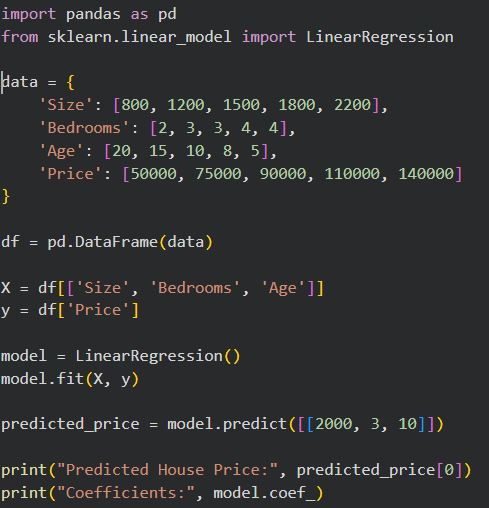 import pandas as pd
from sklearn.linear_model import LinearRegression

data = {
    'Size': [800, 1200, 1500, 1800, 2200],
    'Bedrooms': [2, 3, 3, 4, 4],
    'Age': [20, 15, 10, 8, 5],
    'Price': [50000, 75000, 90000, 110000, 140000]
}

df = pd.DataFrame(data)

X = df[['Size', 'Bedrooms', 'Age']]
y = df['Price']

model = LinearRegression()
model.fit(X, y)

predicted_price = model.predict([[2000, 3, 10]])

print("Predicted House Price:", predicted_price[0])
print("Coefficients:", model.coef_)